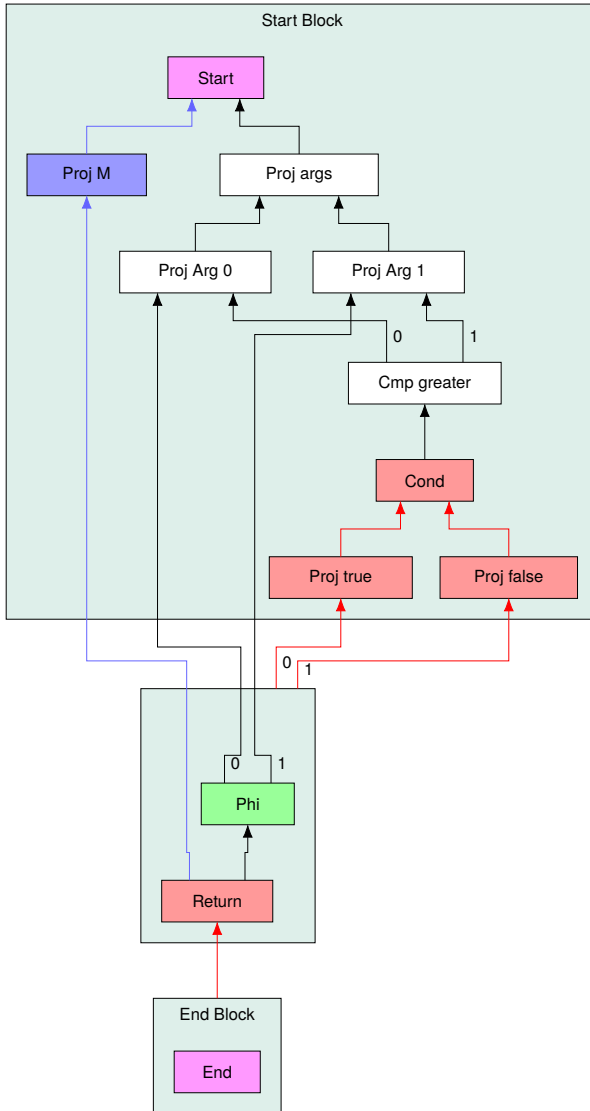 Start Block
Start
Proj M
Proj args
Proj Arg 0
Proj Arg 1
0
1
Cmp greater
Cond
Proj true
Proj false
0
1
0
1
Phi
Return
End Block
End